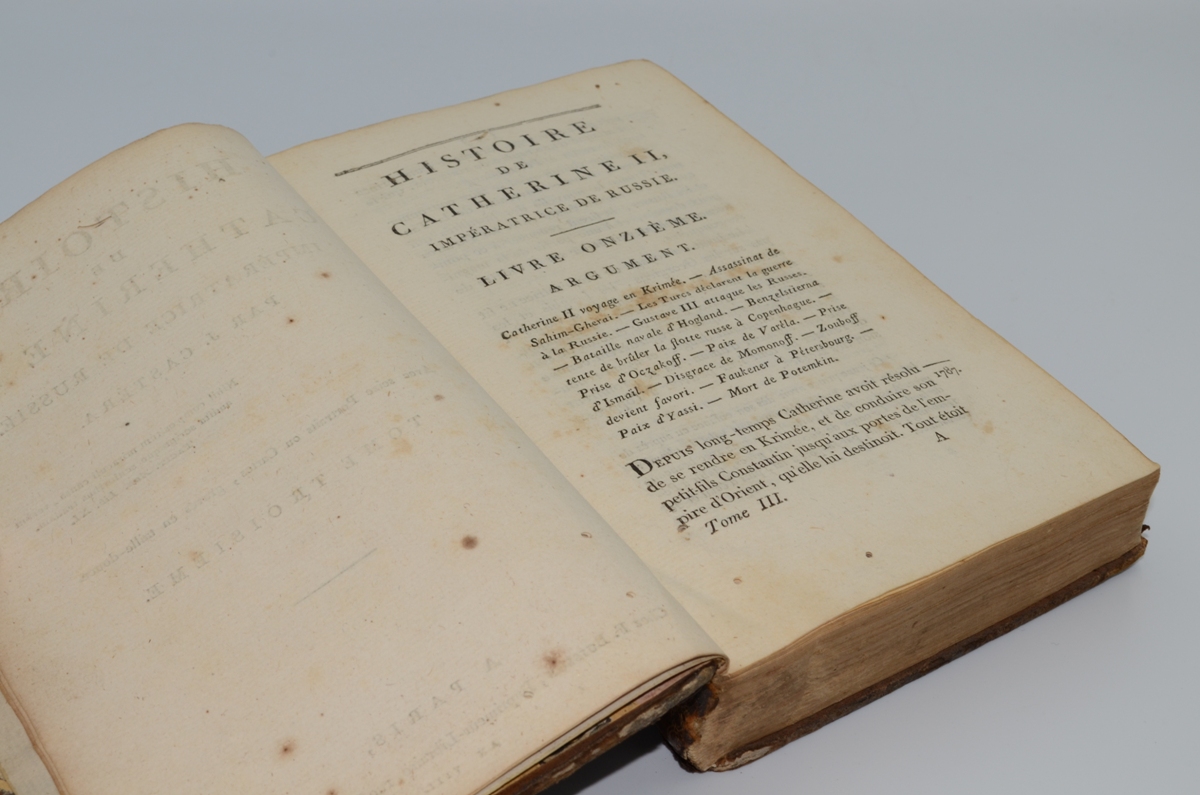 HISTOIRE
DE
CATHERINE II,
IMPÉRATRICE DE RUSSIE.
LIVRE ONZIÈME.
ARGUMENT.
Catherine II voyage en Krimée. — Assassinat de
Sahim-Gheraï. — Les Turcs déclarent la guerre
à la Russie. — Gustave III attaque les Russes.
— Bataille navale d'Hogland. — Benzelstierna
tente de brûler la flotte russe à Copenhague. —
Prise d'Oczakoff. — Paix de Varéla. — Prise
d'Ismaïl. — Disgrace de Momonoff. — Zouboff
devient favori. — Faukener à Pétersbourg. —
Paix d'Yassi. — Mort de Potemkin.
DEPUIS long-temps Catherine avoit résolu
1787.
de se rendre en Krimée, et de conduire son
petit-fils Constantin jusqu'aux portes de l'em-
pire d'Orient, qu'elle lui destinoit. Tout étoit
Tome III.
A